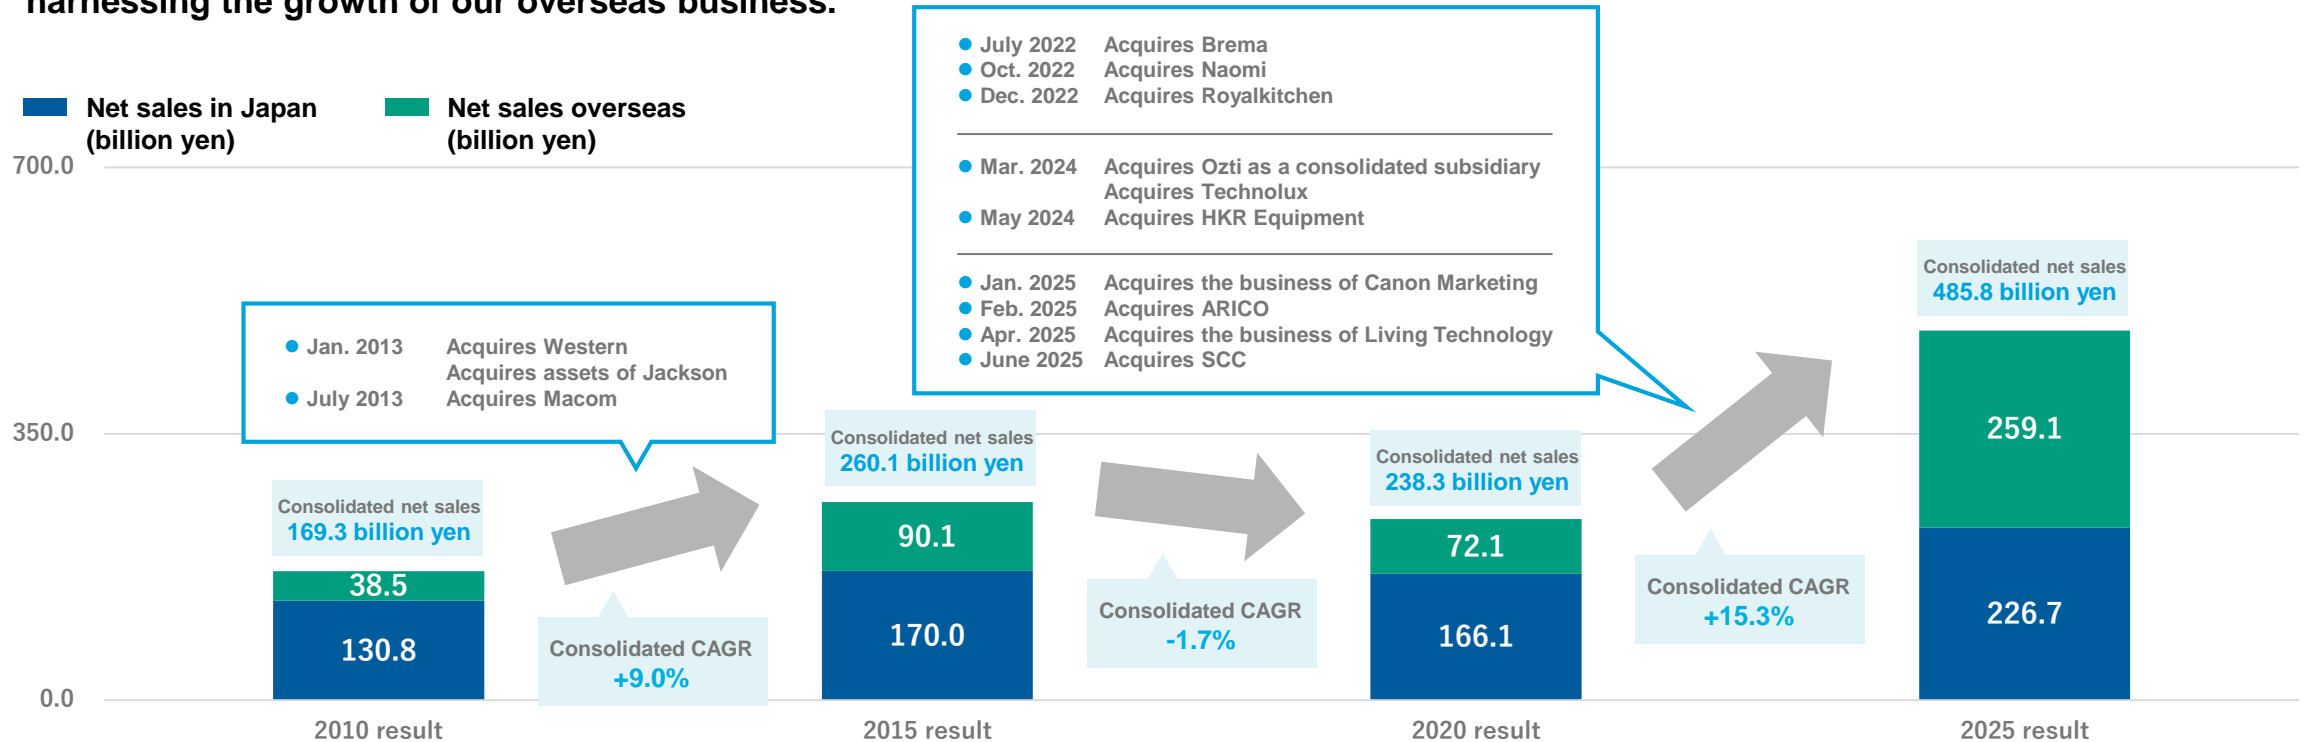 harnessing the growth of our overseas business.
Net sales in Japan
(billion yen)
Net sales overseas
(billion yen)
700.0
350.0
0.0
July 2022 Acquires Brema
Oct. 2022 Acquires Naomi
Dec. 2022 Acquires Royalkitchen
Mar. 2024 Acquires Ozti as a consolidated subsidiary
Acquires Technolux
May 2024 Acquires HKR Equipment
Jan. 2025 Acquires the business of Canon Marketing
Feb. 2025 Acquires ARICO
Apr. 2025 Acquires the business of Living Technology
June 2025 Acquires SCC
Jan. 2013 Acquires Western
Acquires assets of Jackson
July 2013 Acquires Macom
Consolidated net sales
169.3 billion yen
38.5
130.8
2010 result
Consolidated CAGR
+9.0%
Consolidated net sales
260.1 billion yen
90.1
170.0
2015 result
Consolidated CAGR
-1.7%
Consolidated net sales
238.3 billion yen
72.1
166.1
2020 result
Consolidated CAGR
+15.3%
Consolidated net sales
485.8 billion yen
259.1
226.7
2025 result